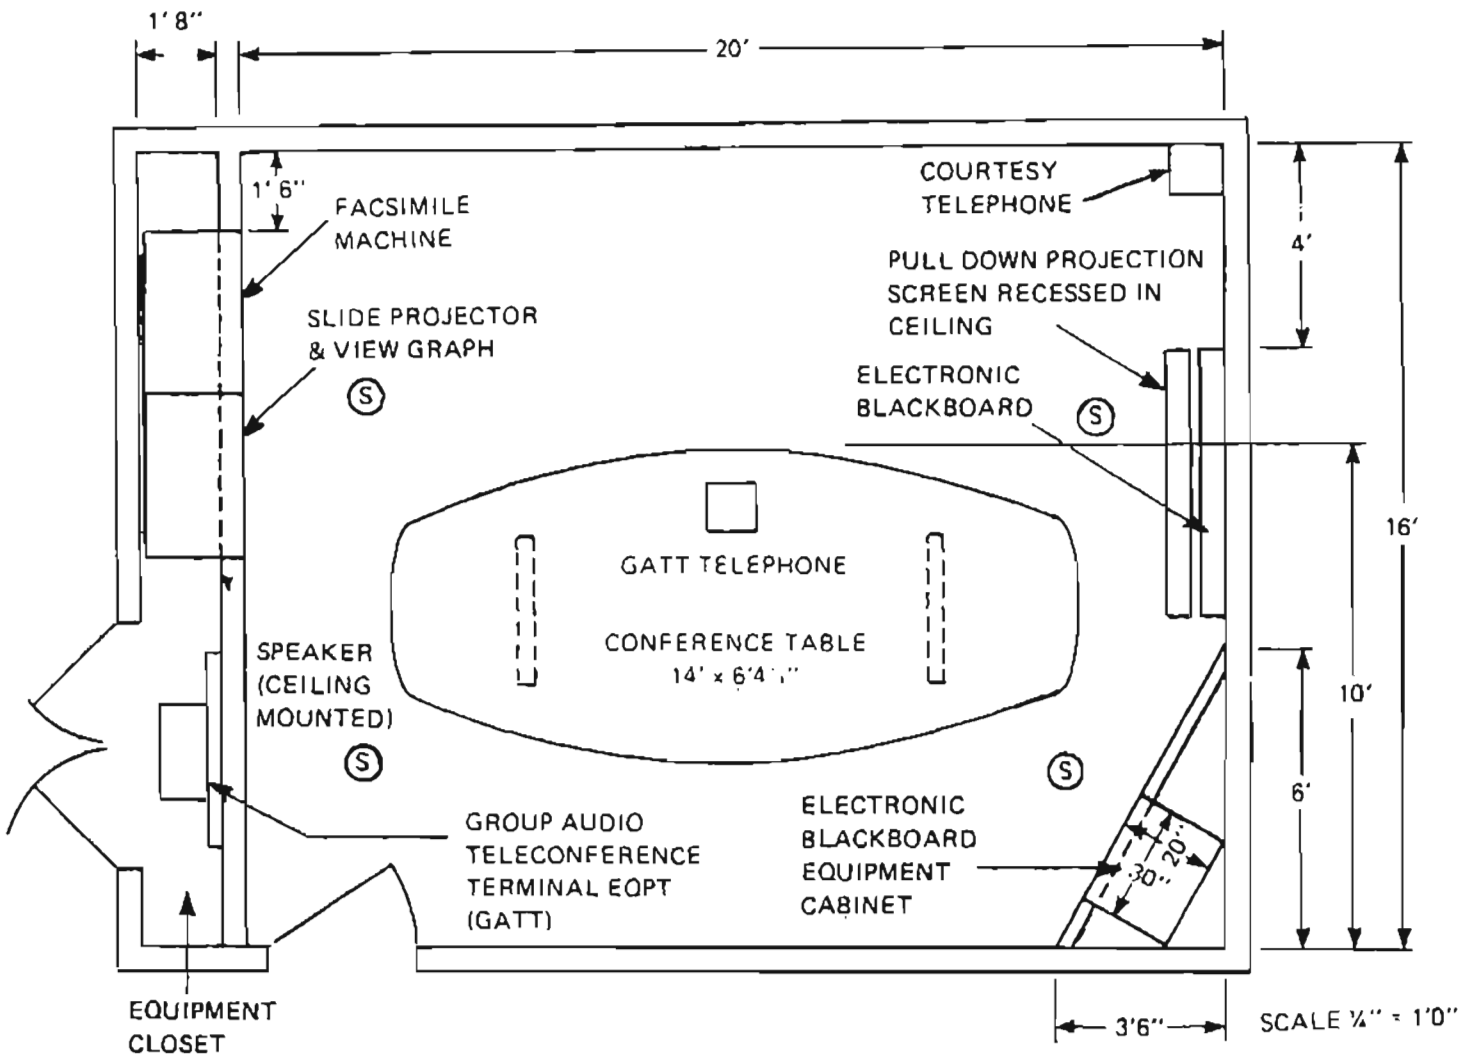 1'8"
20'
1'6"
FACSIMILE
MACHINE
COURTESY
TELEPHONE
4'
PULL DOWN PROJECTION
SCREEN RECESSED IN
CEILING
SLIDE PROJECTOR
& VIEW GRAPH
ELECTRONIC
BLACKBOARD
S
S
16'
GATT TELEPHONE
CONFERENCE TABLE
14' x
SPEAKER
(CEILING
MOUNTED)
10'
S
S
6'
ELECTRONIC
BLACKBOARD
EQUIPMENT
CABINET
20"
30"
GROUP AUDIO
TELECONFERENCE
TERMINAL EQPT
(GATT)
EQUIPMENT
CLOSET
3'6"
SCALE ¼" = 1'0"